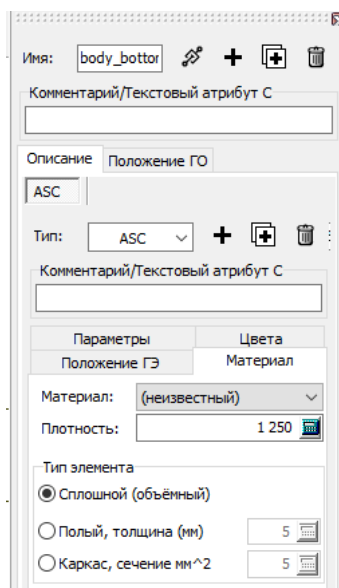 Имя: body_bottor
Комментарий/Текстовый атрибут C
Описание Положение ГО
ASC
Тип: ASC
Комментарий/Текстовый атрибут C
Параметры Цвета
Положение ГЭ Материал
Материал: (неизвестный)
Плотность: 1 250
Тип элемента
Сплошной (объёмный)
Полый, толщина (мм) 5
Каркас, сечение мм^2 5